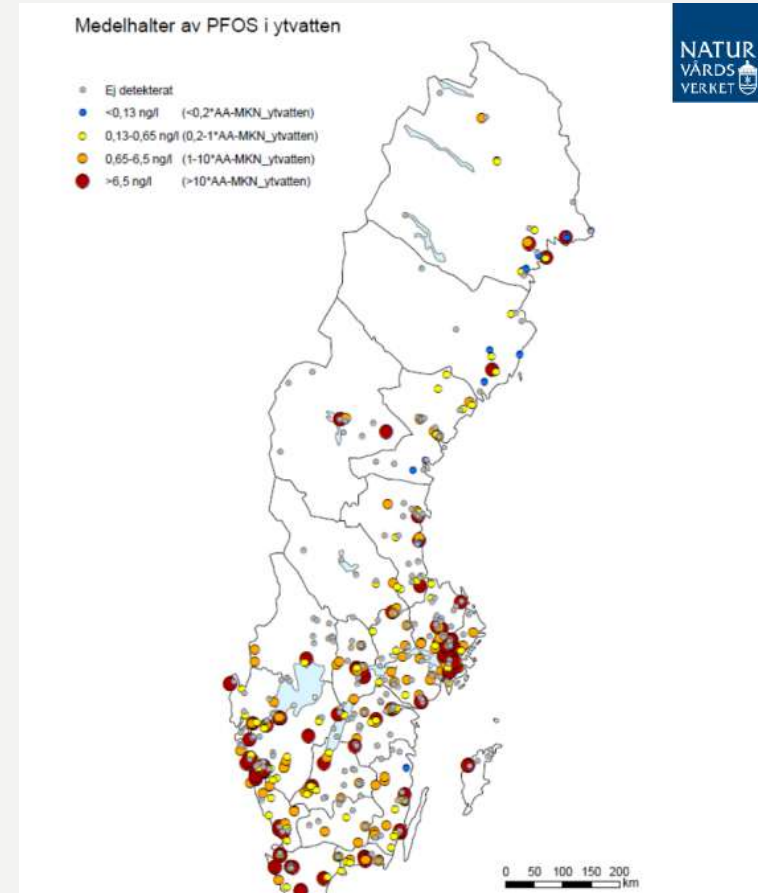 Medelhalter av PFOS i ytvatten
NATUR
VÅRDS
VERKET
Ej detekterat
<0,13 ng/l (<0,2*AA-MKN_ytvatten)
0,13-0,65 ng/l (0,2-1*AA-MKN_ytvatten)
0,65-6,5 ng/l (1-10*AA-MKN_ytvatten)
>6,5 ng/l (>10*AA-MKN_ytvatten)
0 50 100 150 200
km